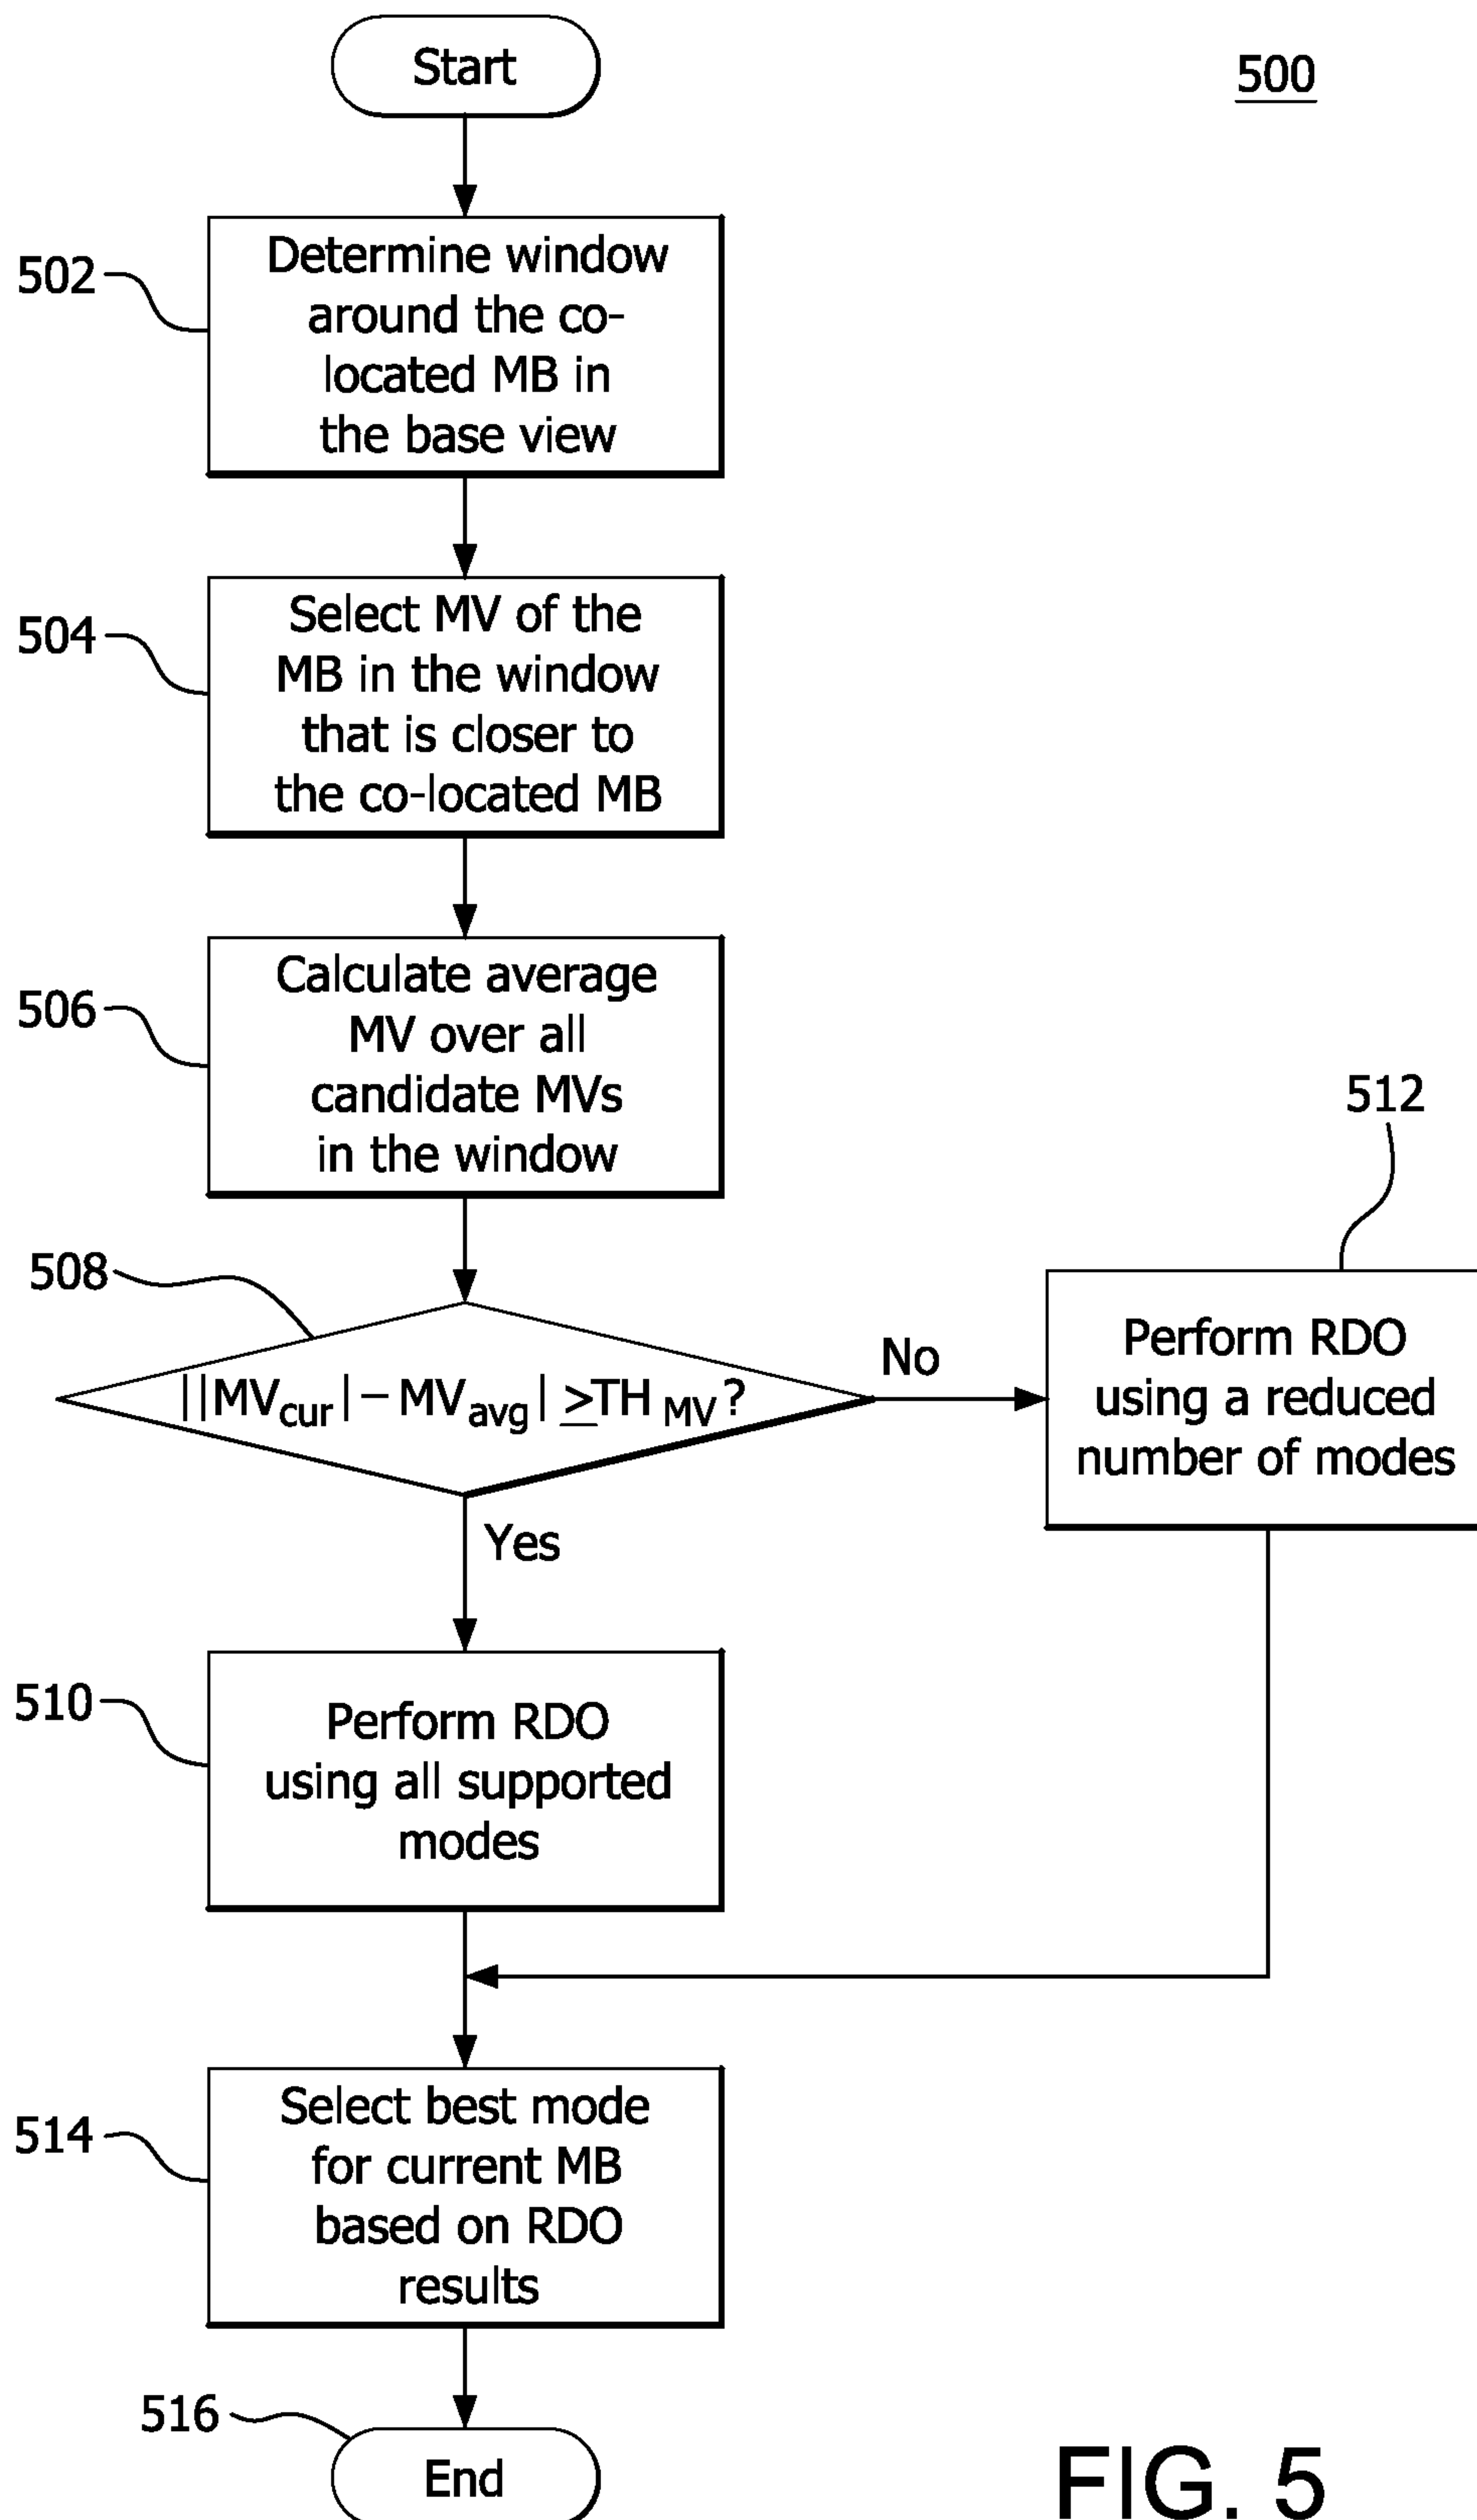 Start
500
502
Determine window
around the co-
located MB in
the base view
504
Select MV of the
MB in the window
that is closer to
the co-located MB
506
Calculate average
MV over all
candidate MVs
in the window
508
||MVcur|−MVavg| ≥TH MV?
No
512
Perform RDO
using a reduced
number of modes
Yes
510
Perform RDO
using all supported
modes
514
Select best mode
for current MB
based on RDO
results
516
End
FIG. 5